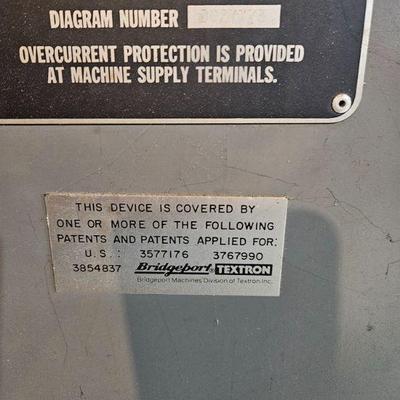 DIAGRAM NUMBER
OVERCURRENT PROTECTION IS PROVIDED
AT MACHINE SUPPLY TERMINALS.
THIS DEVICE IS COVERED BY
ONE OR MORE OF THE FOLLOWING
PATENTS AND PATENTS APPLIED FOR:
U.S.: 3577176 3767990
3854837 Bridgeport TEXTRON
Bridgeport Machines Division of Textron Inc.